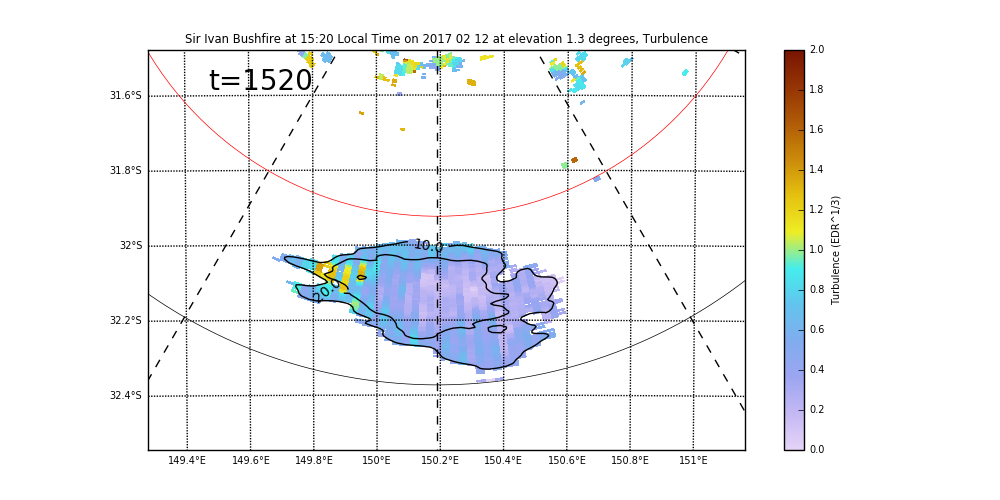 Sir Ivan Bushfire at 15:20 Local Time on 2017 02 12 at elevation 1.3 degrees, Turbulence
t=1520
31.6°S
31.8°S
32°S
32.2°S
32.4°S
10.0
20.0
149.4°E 149.6°E 149.8°E 150°E 150.2°E 150.4°E 150.6°E 150.8°E 151°E
2.0
1.8
1.6
1.4
1.2
1.0
0.8
0.6
0.4
0.2
0.0
Turbulence (EDR^1/3)